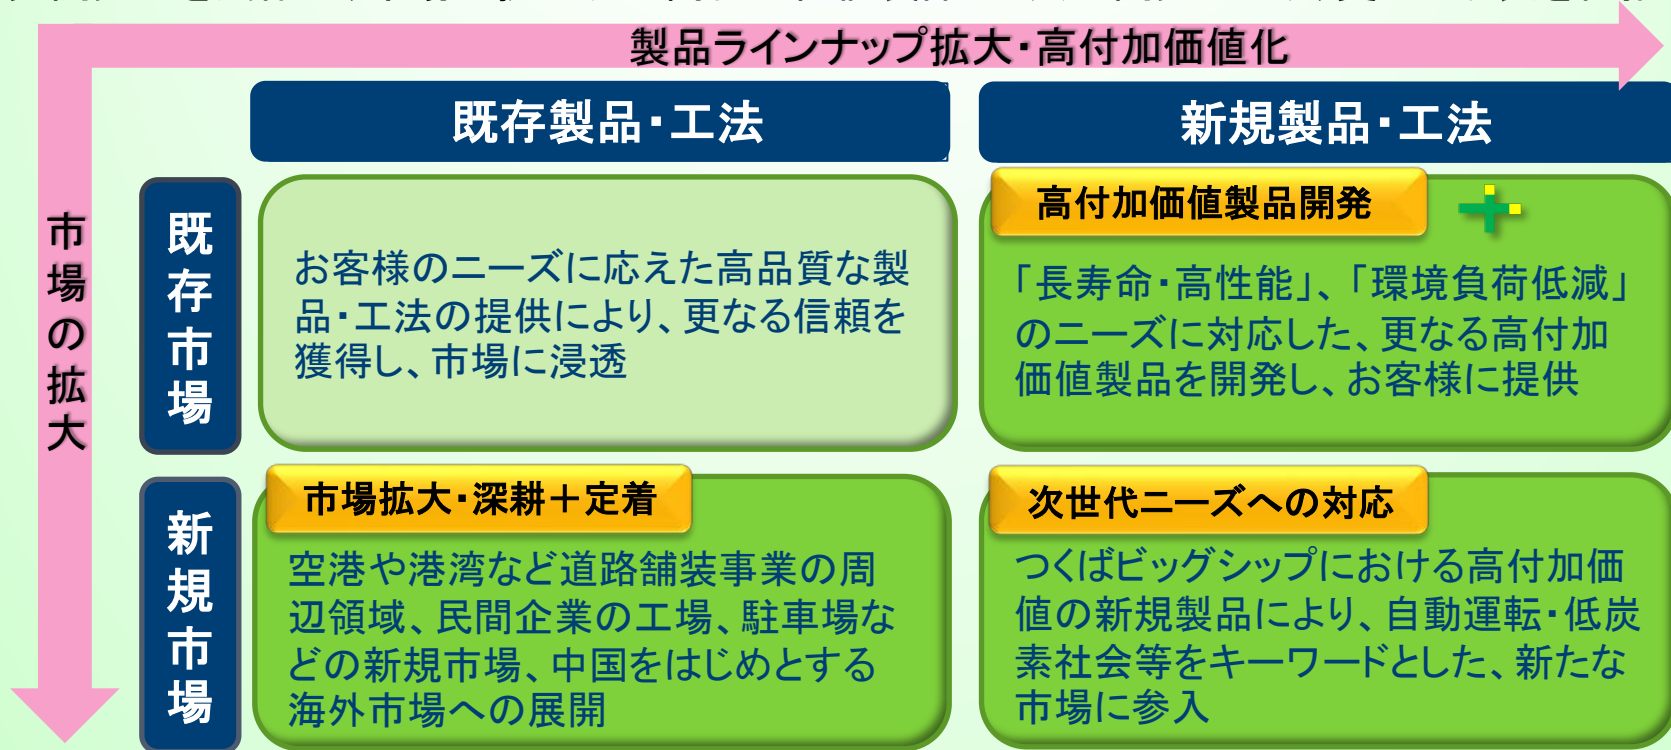 製品ラインナップ拡大・高付加価値化
既存製品・工法
新規製品・工法
市場の拡大
既存市場
お客様のニーズに応えた高品質な製
品・工法の提供により、更なる信頼を
獲得し、市場に浸透
高付加価値製品開発
「長寿命・高性能」、「環境負荷低減」
のニーズに対応した、更なる高付加
価値製品を開発し、お客様に提供
新規市場
市場拡大・深耕＋定着
空港や港湾など道路舗装事業の周
辺領域、民間企業の工場、駐車場な
どの新規市場、中国をはじめとする
海外市場への展開
次世代ニーズへの対応
つくばビッグシップにおける高付加価
値の新規製品により、自動運転・低炭
素社会等をキーワードとした、新たな
市場に参入